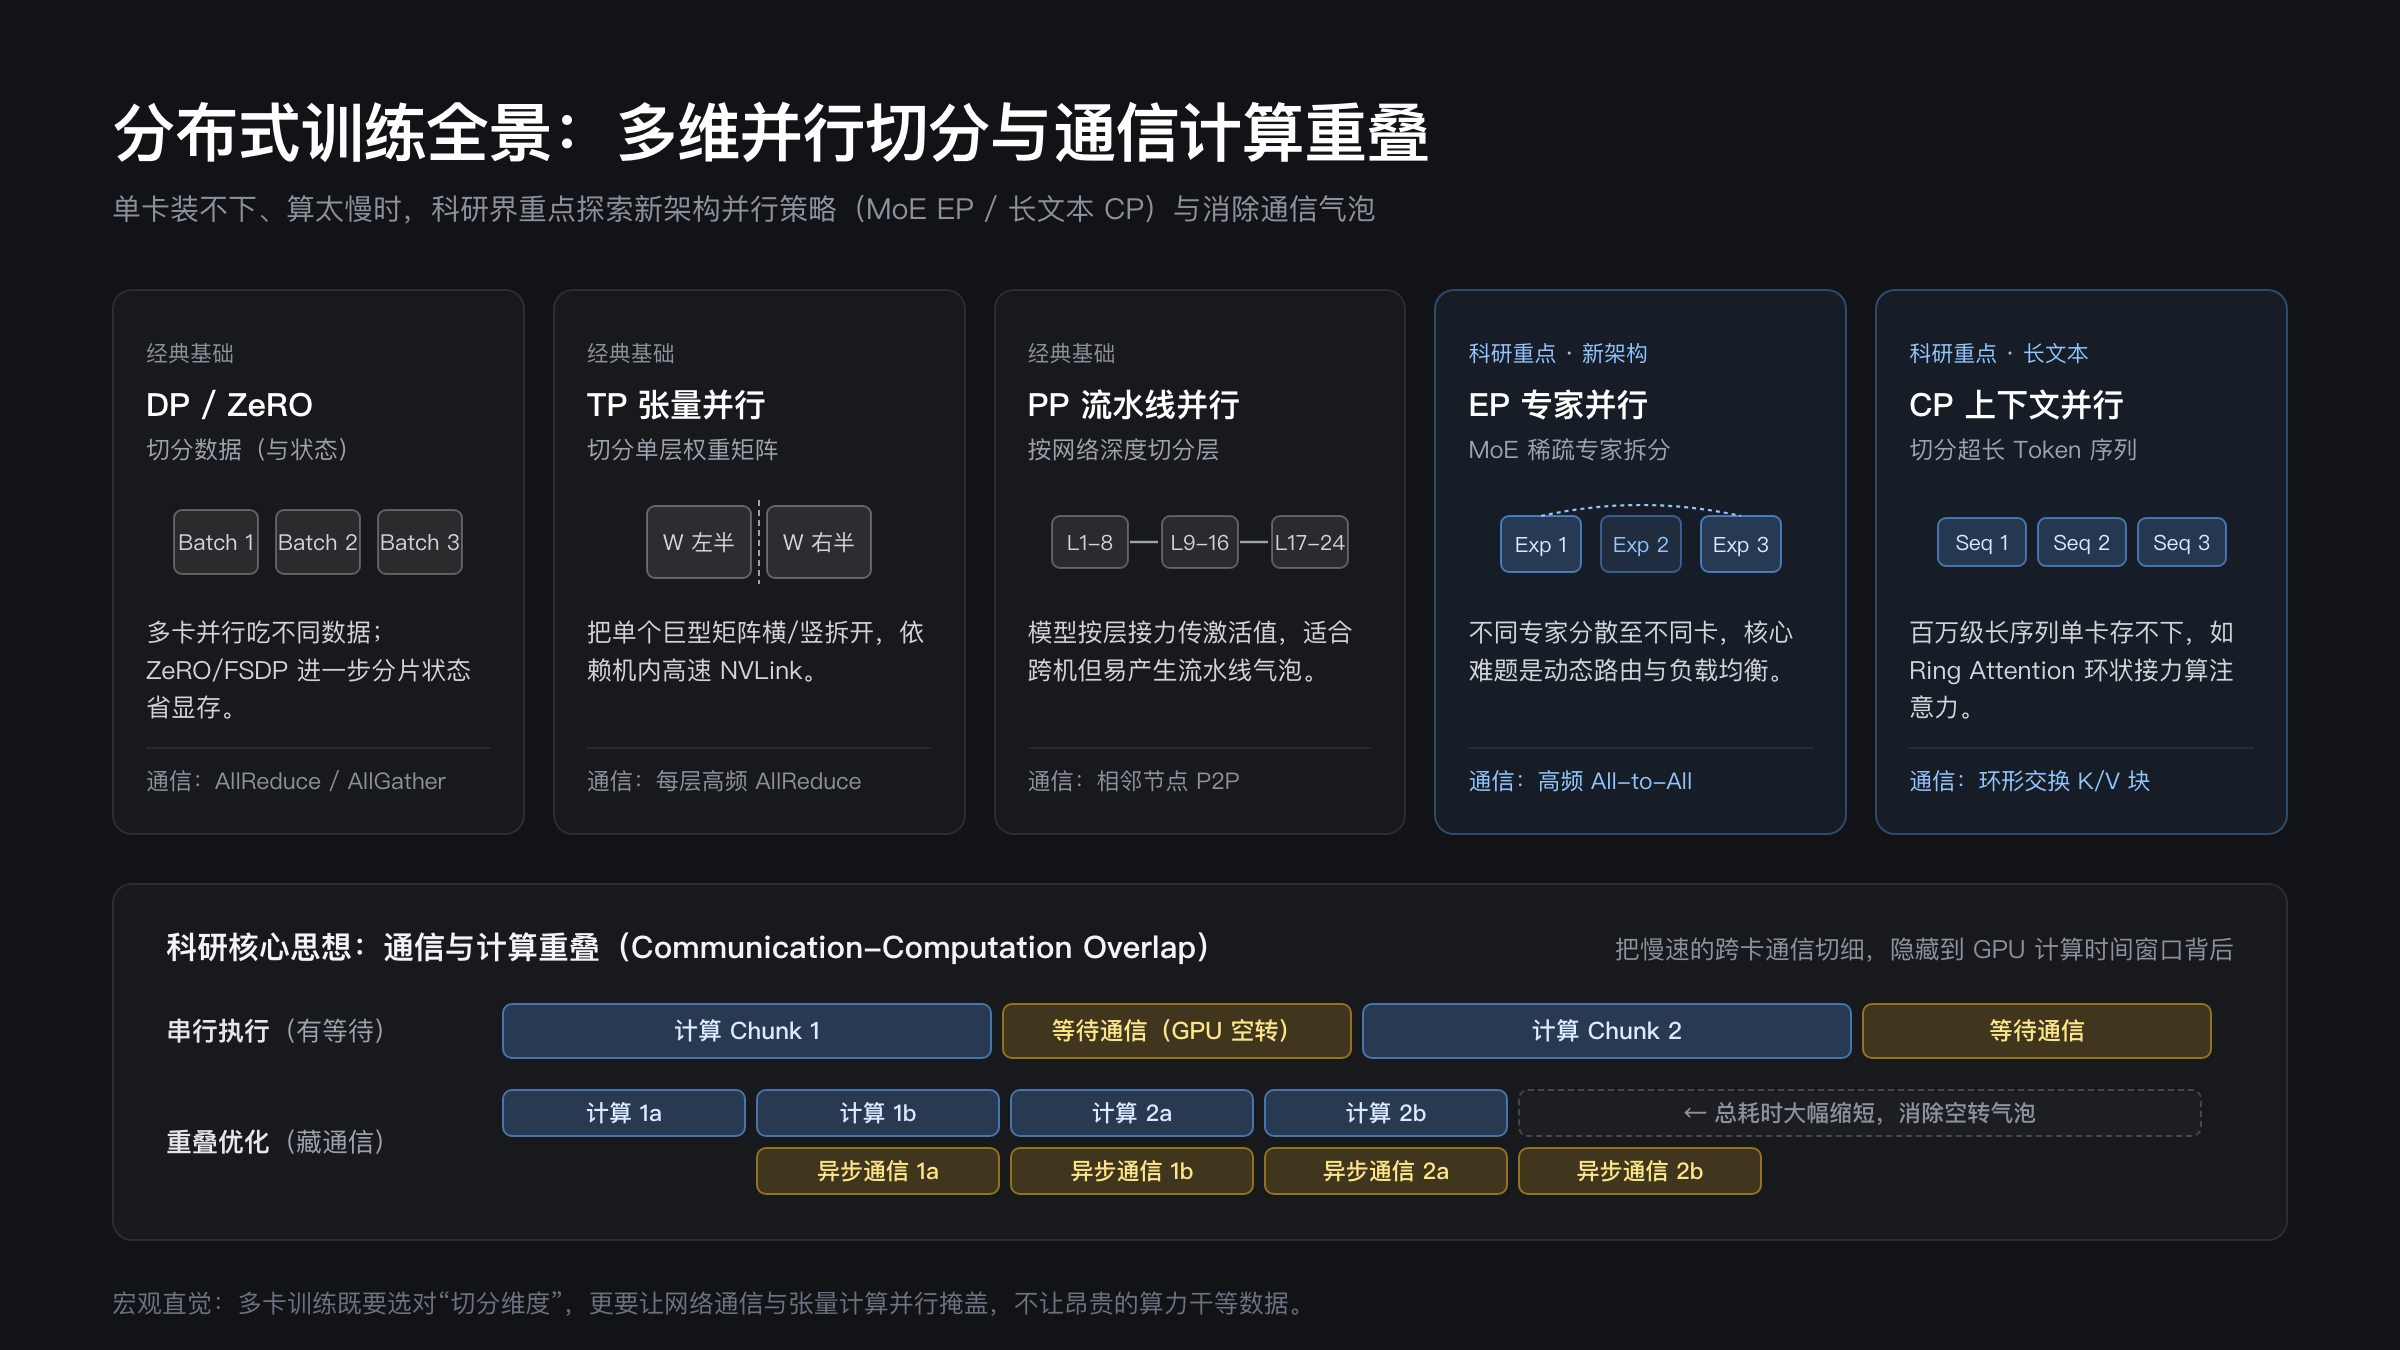 分布式训练全景：多维并行切分与通信计算重叠
单卡装不下、算太慢时，科研界重点探索新架构并行策略（MoE EP / 长文本 CP）与消除通信气泡
经典基础
DP / ZeRO
切分数据（与状态）
Batch 1 Batch 2 Batch 3
多卡并行吃不同数据；
ZeRO/FSDP 进一步分片状态
省显存。
通信：AllReduce / AllGather
经典基础
TP 张量并行
切分单层权重矩阵
W 左半 W 右半
把单个巨型矩阵横/竖拆开，依
赖机内高速 NVLink。
通信：每层高频 AllReduce
经典基础
PP 流水线并行
按网络深度切分层
L1–8 L9–16 L17–24
模型按层接力传激活值，适合
跨机但易产生流水线气泡。
通信：相邻节点 P2P
科研重点 · 新架构
EP 专家并行
MoE 稀疏专家拆分
Exp 1 Exp 2 Exp 3
不同专家分散至不同卡，核心
难题是动态路由与负载均衡。
通信：高频 All-to-All
科研重点 · 长文本
CP 上下文并行
切分超长 Token 序列
Seq 1 Seq 2 Seq 3
百万级长序列单卡存不下，如
Ring Attention 环状接力算注
意力。
通信：环形交换 K/V 块
科研核心思想：通信与计算重叠（Communication-Computation Overlap）
把慢速的跨卡通信切细，隐藏到 GPU 计算时间窗口背后
串行执行（有等待）
计算 Chunk 1 等待通信（GPU 空转） 计算 Chunk 2 等待通信
重叠优化（藏通信）
计算 1a 计算 1b 计算 2a 计算 2b ← 总耗时大幅缩短，消除空转气泡
异步通信 1a 异步通信 1b 异步通信 2a 异步通信 2b
宏观直觉：多卡训练既要选对“切分维度”，更要让网络通信与张量计算并行掩盖，不让昂贵的算力干等数据。